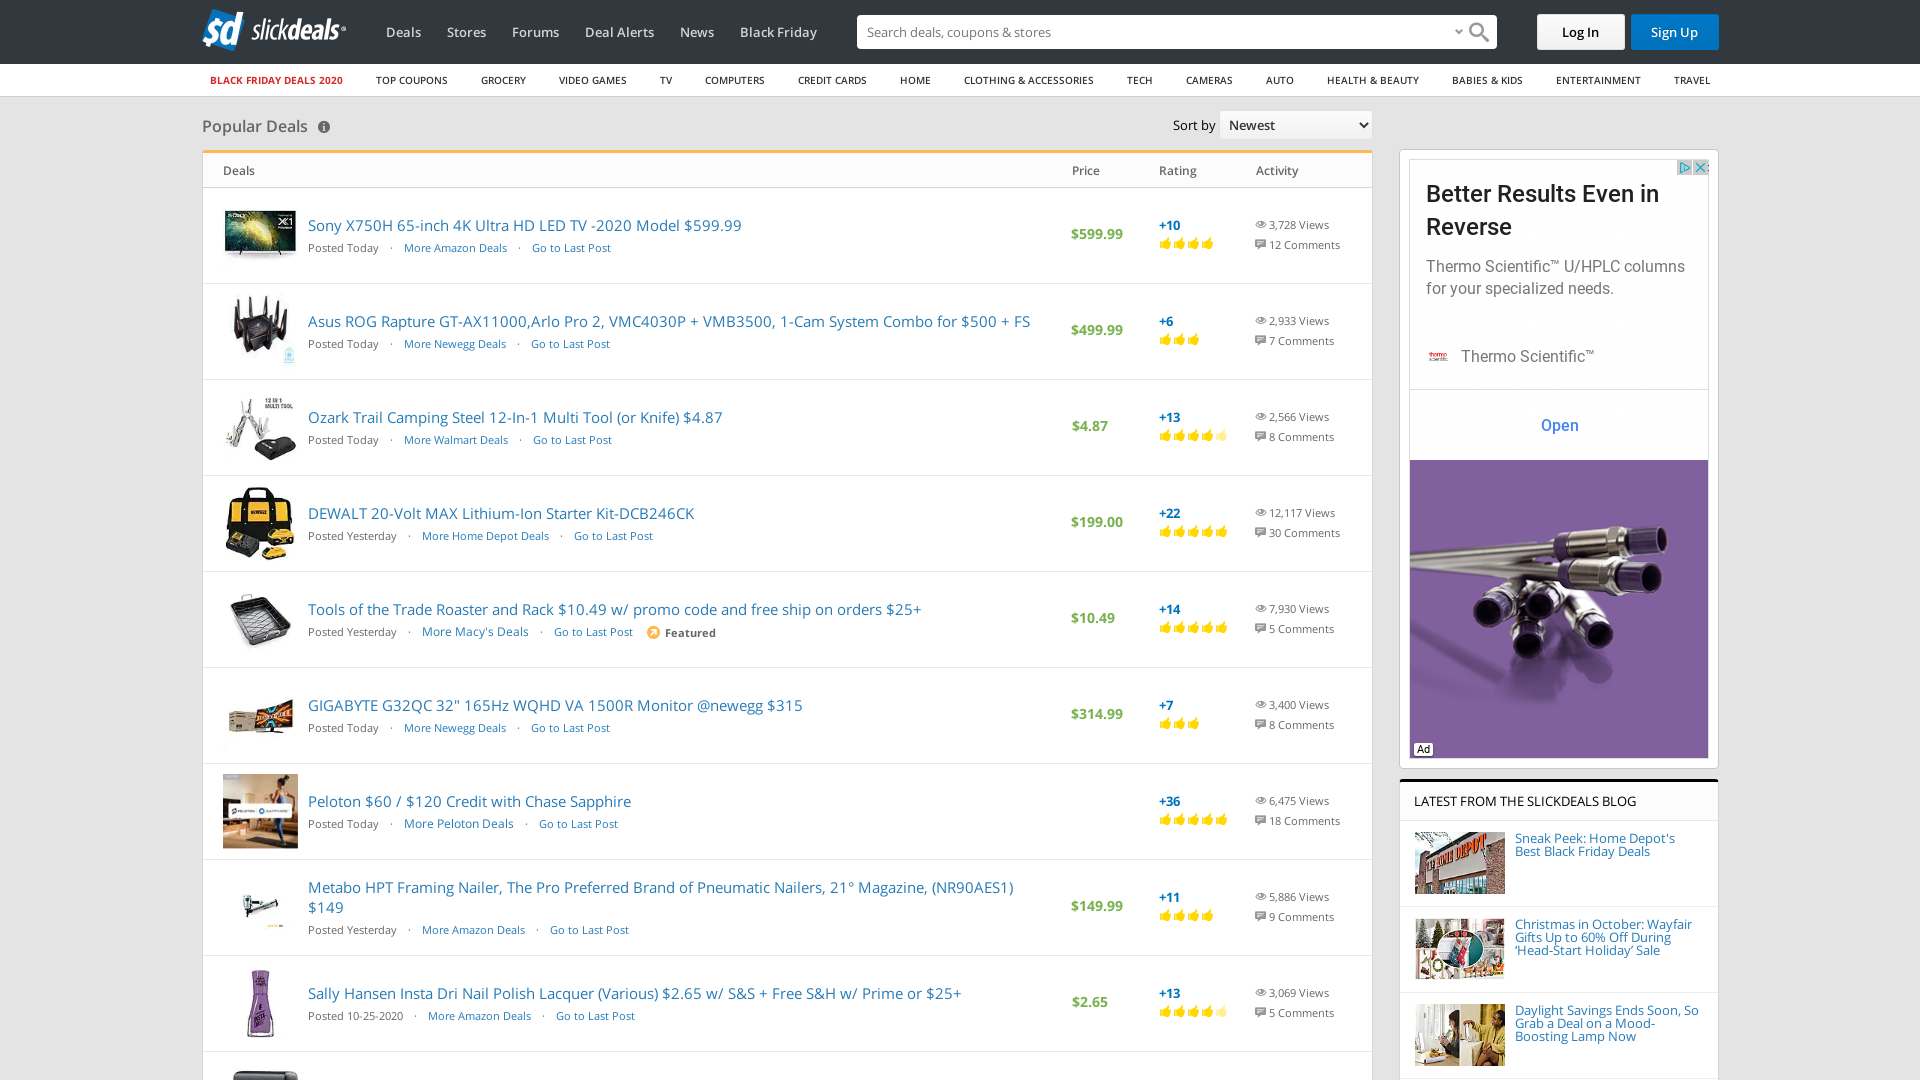 slickdeals
Deals
Stores
Forums
Deal Alerts
News
Black Friday
Search deals, coupons & stores
Log In
Sign Up
BLACK FRIDAY DEALS 2020
TOP COUPONS
GROCERY
VIDEO GAMES
TV
COMPUTERS
CREDIT CARDS
HOME
CLOTHING & ACCESSORIES
TECH
CAMERAS
AUTO
HEALTH & BEAUTY
BABIES & KIDS
ENTERTAINMENT
TRAVEL
Popular Deals
Sort by Newest
Deals Price Rating Activity
Sony X750H 65-inch 4K Ultra HD LED TV -2020 Model $599.99
Posted Today · More Amazon Deals · Go to Last Post
$599.99
+10
3,728 Views
12 Comments
Asus ROG Rapture GT-AX11000,Arlo Pro 2, VMC4030P + VMB3500, 1-Cam System Combo for $500 + FS
Posted Today · More Newegg Deals · Go to Last Post
$499.99
+6
2,933 Views
7 Comments
12 IN 1
MULTI TOOL
Ozark Trail Camping Steel 12-In-1 Multi Tool (or Knife) $4.87
Posted Today · More Walmart Deals · Go to Last Post
$4.87
+13
2,566 Views
8 Comments
DEWALT 20-Volt MAX Lithium-Ion Starter Kit-DCB246CK
Posted Yesterday · More Home Depot Deals · Go to Last Post
$199.00
+22
12,117 Views
30 Comments
Tools of the Trade Roaster and Rack $10.49 w/ promo code and free ship on orders $25+
Posted Yesterday · More Macy's Deals · Go to Last Post Featured
$10.49
+14
7,930 Views
5 Comments
GIGABYTE G32QC 32" 165Hz WQHD VA 1500R Monitor @newegg $315
Posted Today · More Newegg Deals · Go to Last Post
$314.99
+7
3,400 Views
8 Comments
Peloton $60 / $120 Credit with Chase Sapphire
Posted Today · More Peloton Deals · Go to Last Post
+36
6,475 Views
18 Comments
Metabo HPT Framing Nailer, The Pro Preferred Brand of Pneumatic Nailers, 21° Magazine, (NR90AES1)
$149
Posted Yesterday · More Amazon Deals · Go to Last Post
$149.99
+11
5,886 Views
9 Comments
Sally Hansen Insta Dri Nail Polish Lacquer (Various) $2.65 w/ S&S + Free S&H w/ Prime or $25+
Posted 10-25-2020 · More Amazon Deals · Go to Last Post
$2.65
+13
3,069 Views
5 Comments
Better Results Even in
Reverse
Thermo Scientific™ U/HPLC columns
for your specialized needs.
thermo
scientific
Thermo Scientific™
Open
Ad
LATEST FROM THE SLICKDEALS BLOG
Sneak Peek: Home Depot's
Best Black Friday Deals
Christmas in October: Wayfair
Gifts Up to 60% Off During
‘Head-Start Holiday’ Sale
Daylight Savings Ends Soon, So
Grab a Deal on a Mood-
Boosting Lamp Now